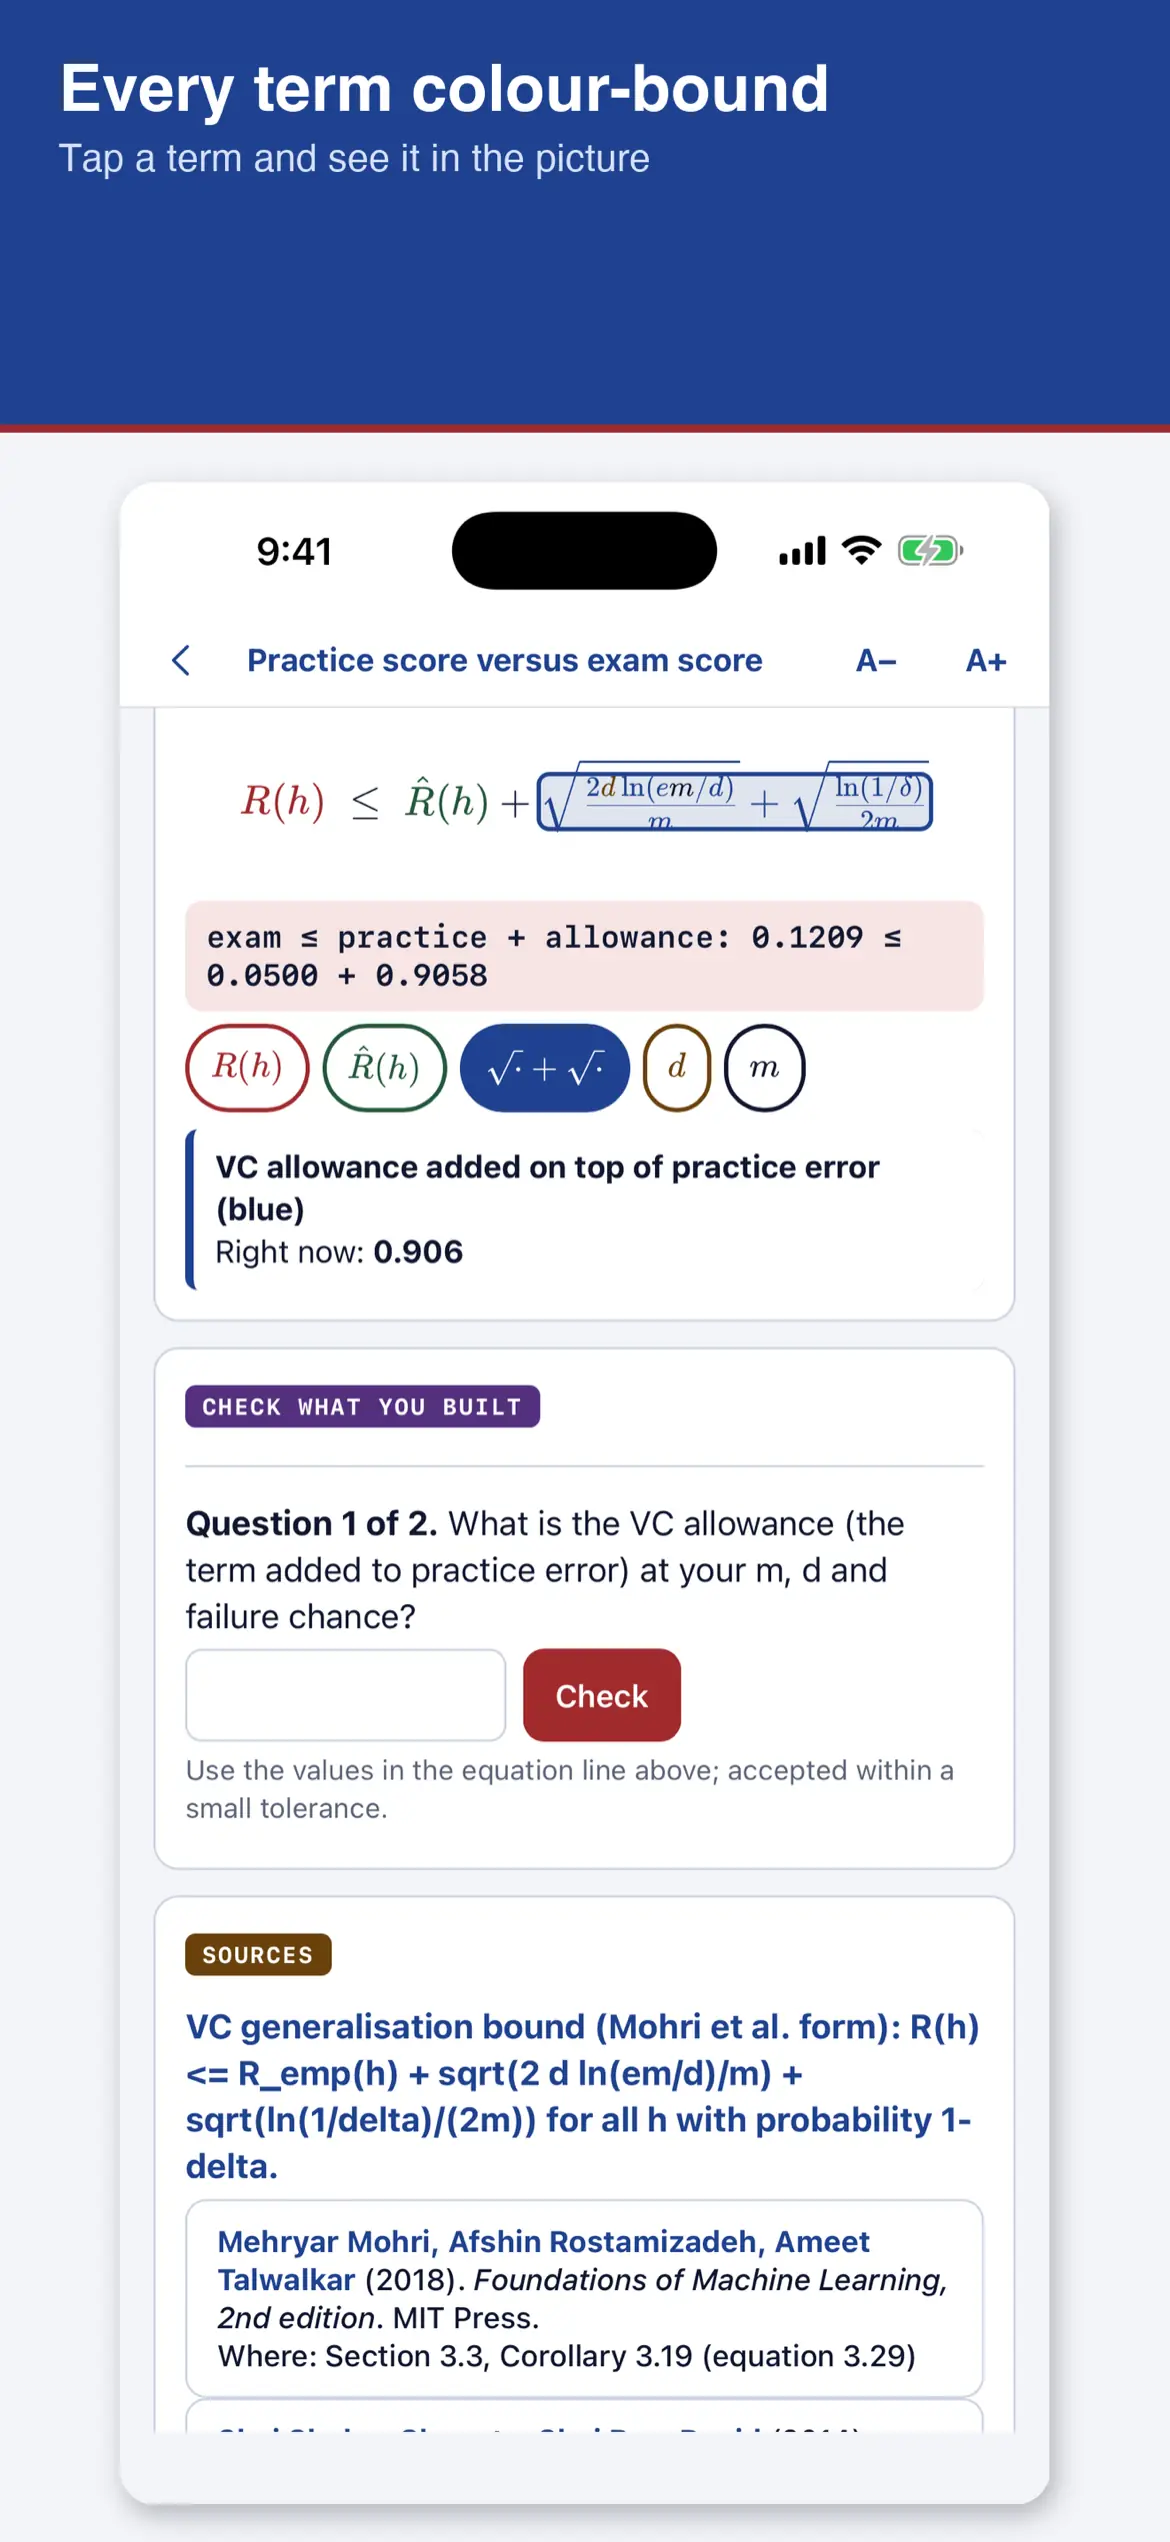 Every term colour-bound
Tap a term and see it in the picture
9:41
Practice score versus exam score A− A+
R(h) ≤ R̂(h) + √(2d ln(em/d)/m) + √(ln(1/δ)/2m)
exam ≤ practice + allowance: 0.1209 ≤
0.0500 + 0.9058
R(h) R̂(h) √· + √· d m
VC allowance added on top of practice error
(blue)
Right now: 0.906
CHECK WHAT YOU BUILT
Question 1 of 2. What is the VC allowance (the
term added to practice error) at your m, d and
failure chance?
Check
Use the values in the equation line above; accepted within a
small tolerance.
SOURCES
VC generalisation bound (Mohri et al. form): R(h)
<= R_emp(h) + sqrt(2 d ln(em/d)/m) +
sqrt(ln(1/delta)/(2m)) for all h with probability 1-
delta.
Mehryar Mohri, Afshin Rostamizadeh, Ameet
Talwalkar (2018). Foundations of Machine Learning,
2nd edition. MIT Press.
Where: Section 3.3, Corollary 3.19 (equation 3.29)